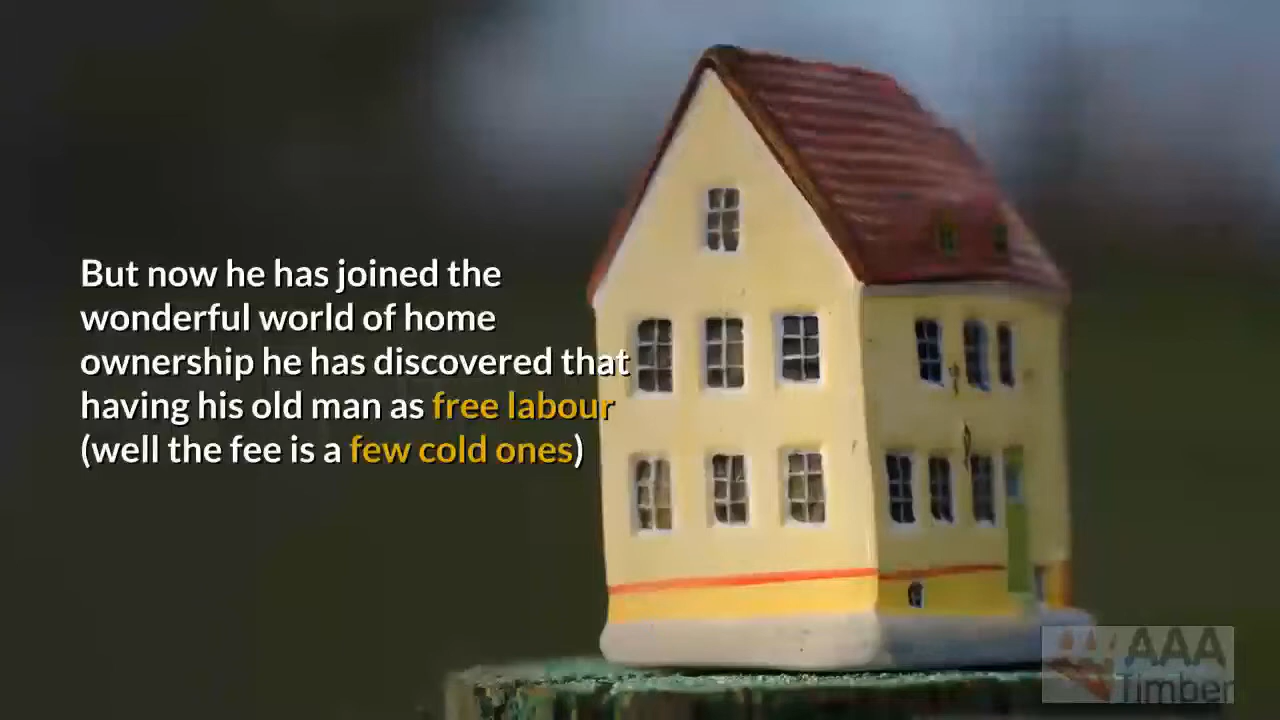 But now he has joined the
wonderful world of home
ownership he has discovered that
having his old man as free labour
(well the fee is a few cold ones)
AAA
Timber